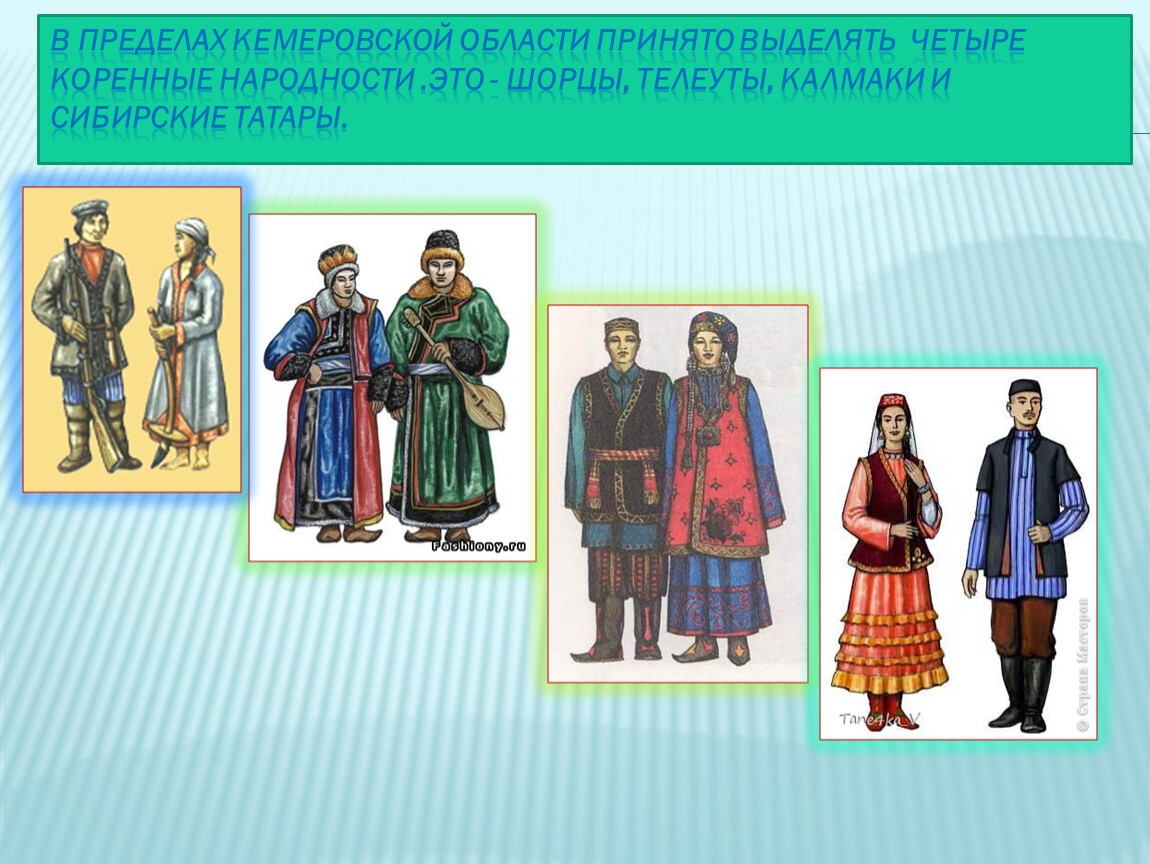 В ПРЕДЕЛАХ КЕМЕРОВСКОЙ ОБЛАСТИ ПРИНЯТО ВЫДЕЛЯТЬ ЧЕТЫРЕ
КОРЕННЫЕ НАРОДНОСТИ .ЭТО - ШОРЦЫ, ТЕЛЕУТЫ, КАЛМАКИ И
СИБИРСКИЕ ТАТАРЫ.
Fashiony.ru
Tane4ka_V
© Страна Мастеров